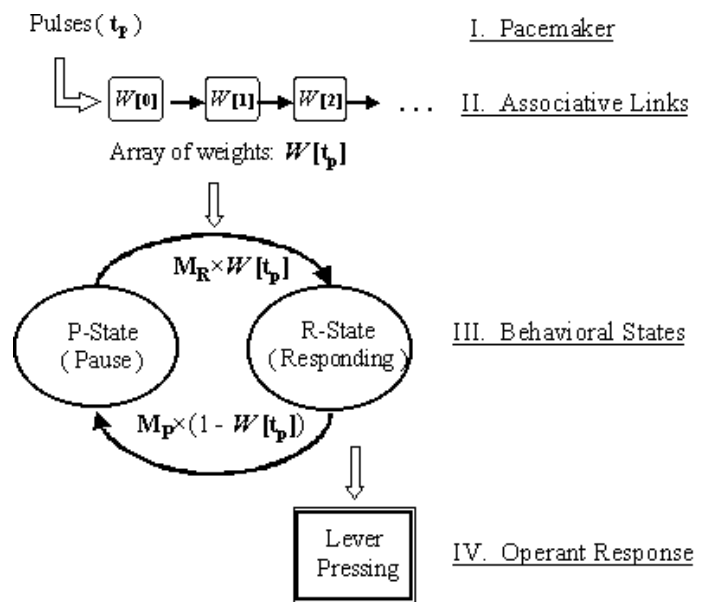 Pulses( tp )
I. Pacemaker
W[0] W[1] W[2] . . .
II. Associative Links
Array of weights: W[tp]
MR×W[tp]
P-State
(Pause)
R-State
(Responding)
III. Behavioral States
MP×(1 - W[tp])
Lever
Pressing
IV. Operant Response